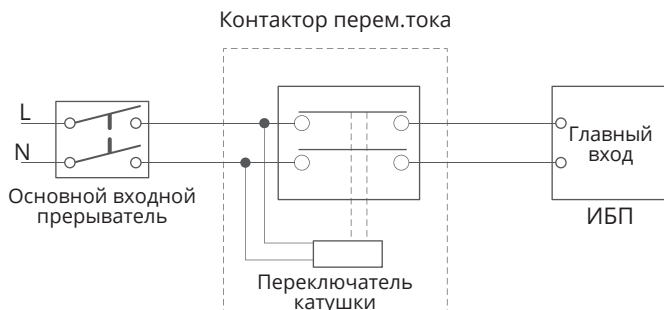 Контактор перем.тока
L
N
Основной входной
прерыватель
Главный
вход
ИБП
Переключатель
катушки